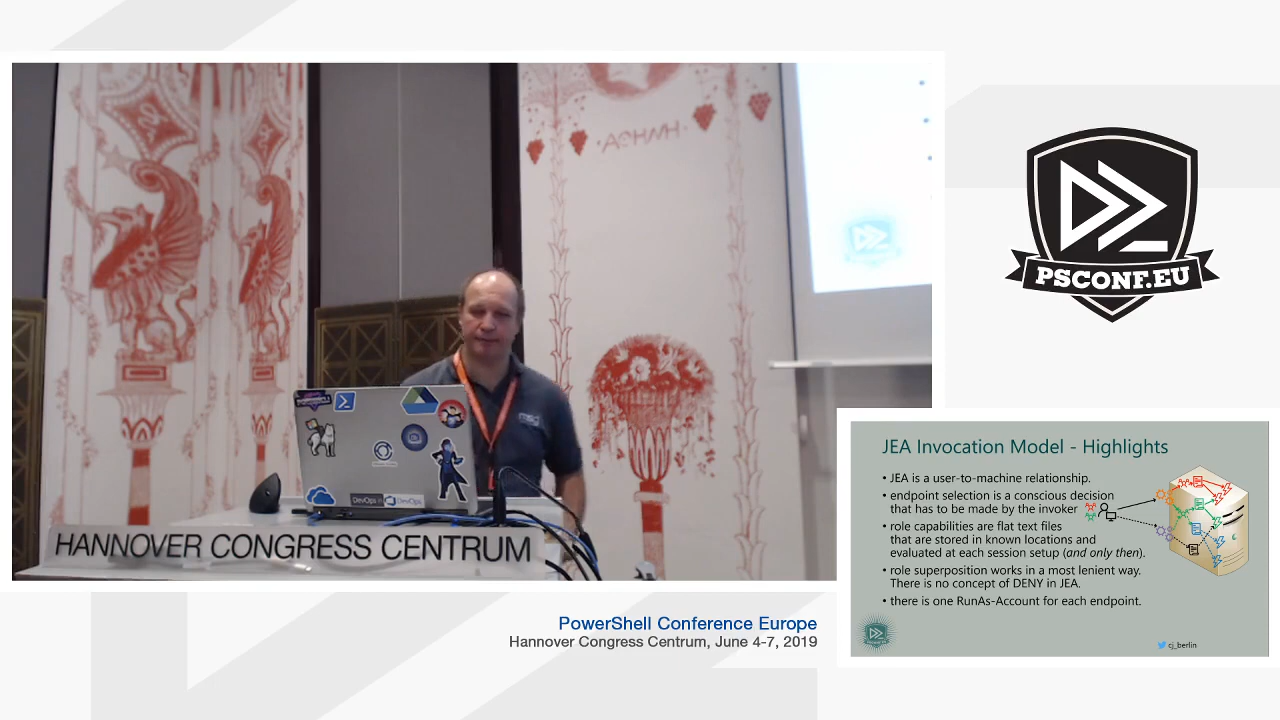 ACHWH
DevOps
DevOps
HANNOVER CONGRESS CENTRUM
PSCONF.EU
JEA Invocation Model - Highlights
• JEA is a user-to-machine relationship.
• endpoint selection is a conscious decision
that has to be made by the invoker
• role capabilities are flat text files
that are stored in known locations and
evaluated at each session setup (and only then).
• role superposition works in a most lenient way.
There is no concept of DENY in JEA.
• there is one RunAs-Account for each endpoint.
cj_berlin
PowerShell Conference Europe
Hannover Congress Centrum, June 4-7, 2019